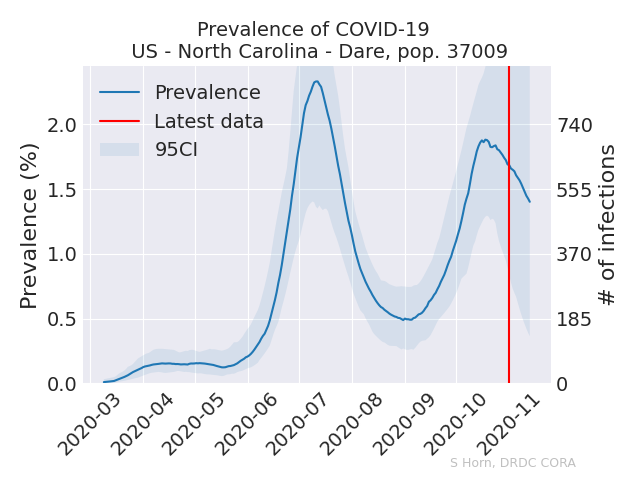 Prevalence of COVID-19
US - North Carolina - Dare, pop. 37009
Prevalence
Latest data
95CI
Prevalence (%)
2.0
1.5
1.0
0.5
0.0
740
555
370
185
0
# of infections
2020-03
2020-04
2020-05
2020-06
2020-07
2020-08
2020-09
2020-10
2020-11
S Horn, DRDC CORA